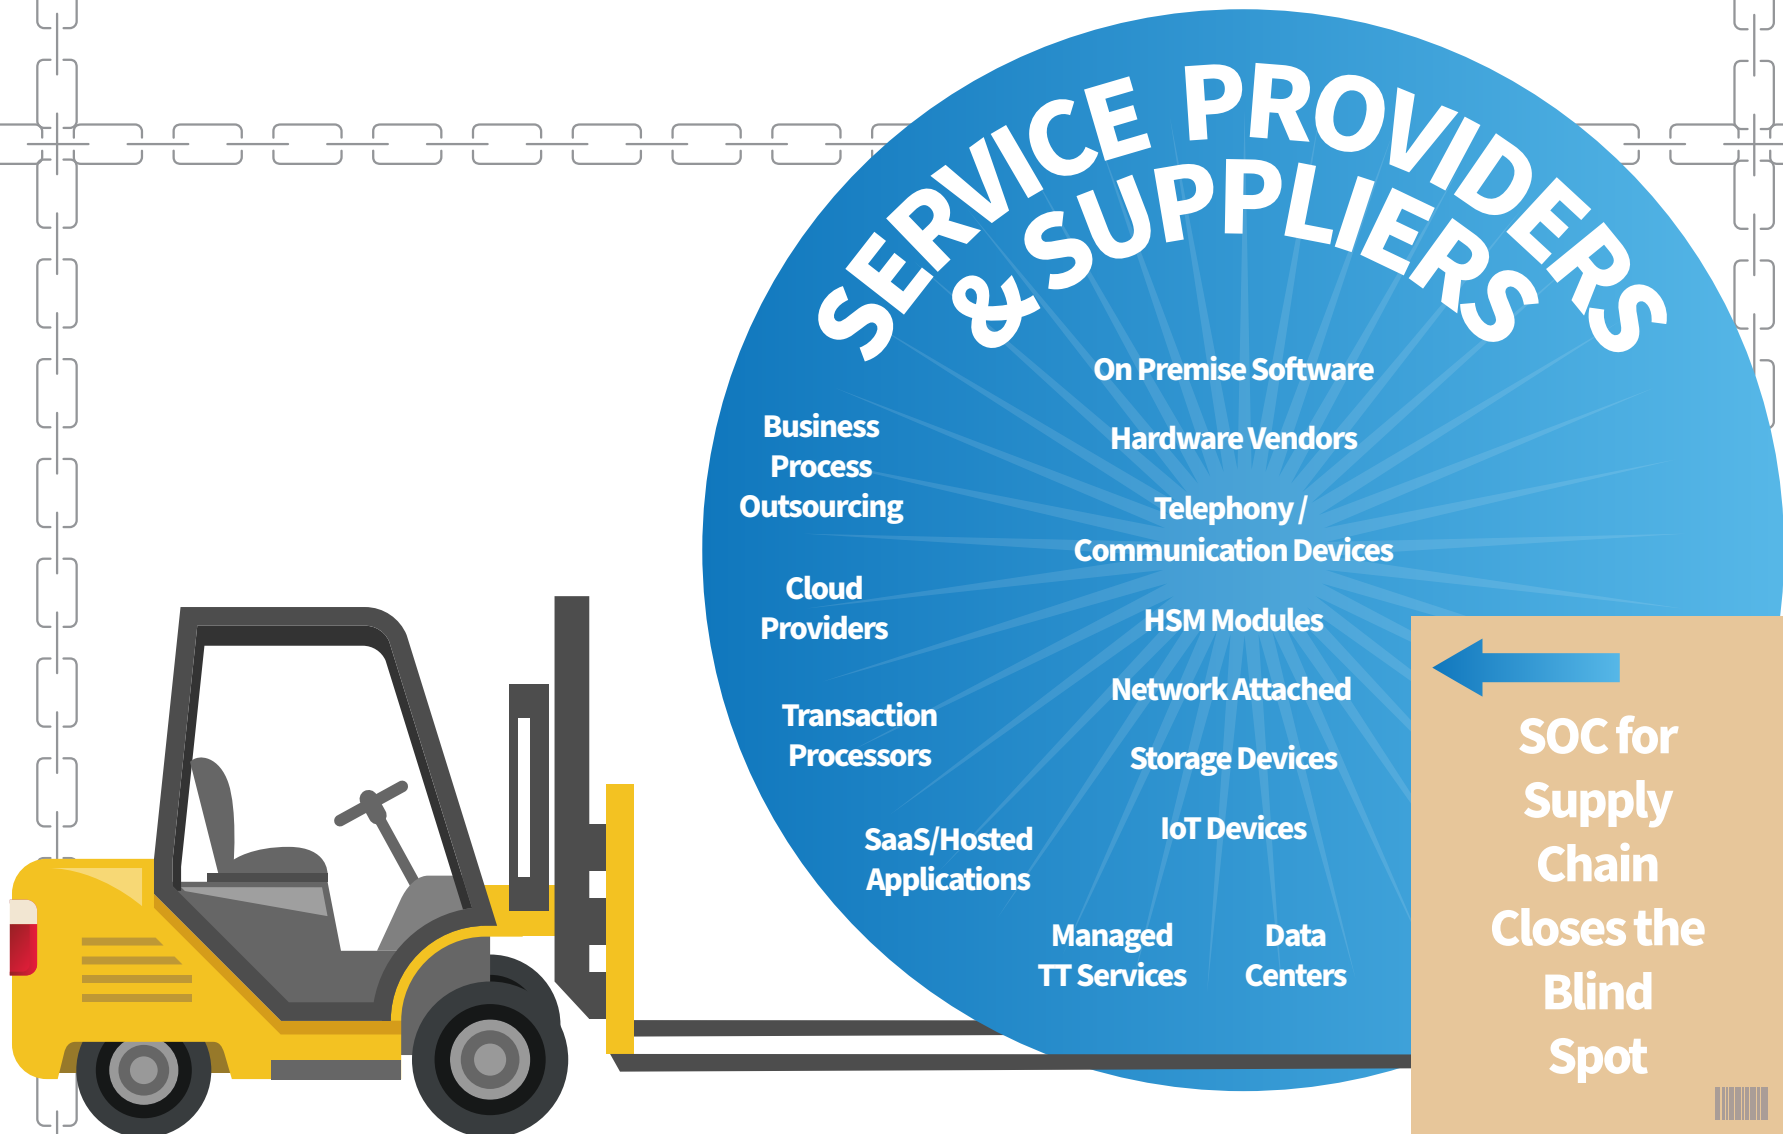 SERVICE PROVIDERS
& SUPPLIERS
Business
Process
Outsourcing
Cloud
Providers
Transaction
Processors
SaaS/Hosted
Applications
Managed
TT Services
Data
Centers
On Premise Software
Hardware Vendors
Telephony /
Communication Devices
HSM Modules
Network Attached
Storage Devices
IoT Devices
SOC for
Supply
Chain
Closes the
Blind
Spot